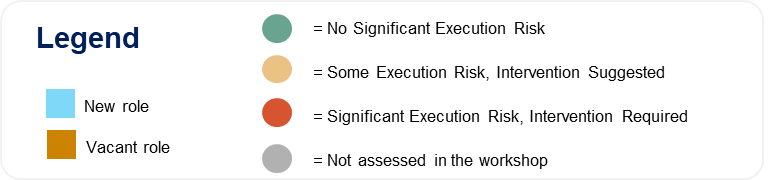 Legend
New role
Vacant role
= No Significant Execution Risk
= Some Execution Risk, Intervention Suggested
= Significant Execution Risk, Intervention Required
= Not assessed in the workshop